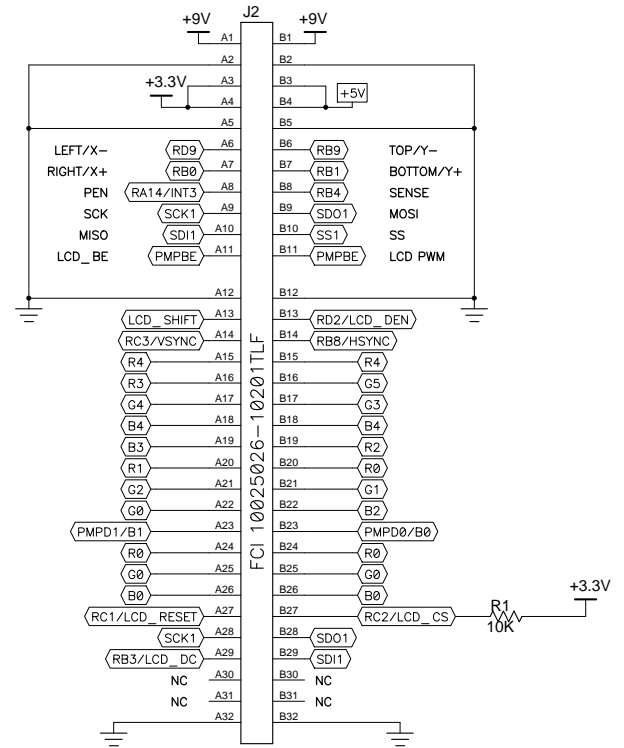 J2
+9V +9V
A1 B1
A2 B2
+3.3V A3 B3 +5V
A4 B4
A5 B5
LEFT/X- RD9 A6 B6 RB9 TOP/Y-
RIGHT/X+ RB0 A7 B7 RB1 BOTTOM/Y+
PEN RA14/INT3 A8 B8 RB4 SENSE
SCK SCK1 A9 B9 SDO1 MOSI
MISO SDI1 A10 B10 SS1 SS
LCD_BE PMPBE A11 B11 PMPBE LCD PWM
A12 B12
LCD_SHIFT A13 B13 RD2/LCD_DEN
RC3/VSYNC A14 B14 RB8/HSYNC
R4 A15 B15 R4
R3 A16 B16 G5
G4 A17 B17 G3
B4 A18 B18 B4
B3 A19 B19 R2
R1 A20 B20 R0
G2 A21 B21 G1
G0 A22 B22 B2
PMPD1/B1 A23 B23 PMPD0/B0
R0 A24 B24 R0
G0 A25 B25 G0
B0 A26 B26 B0
RC1/LCD_RESET A27 B27 RC2/LCD_CS R1 10K +3.3V
SCK1 A28 B28 SDO1
RB3/LCD_DC A29 B29 SDI1
NC A30 B30 NC
NC A31 B31 NC
A32 B32
FCI 10025026-10201TLF